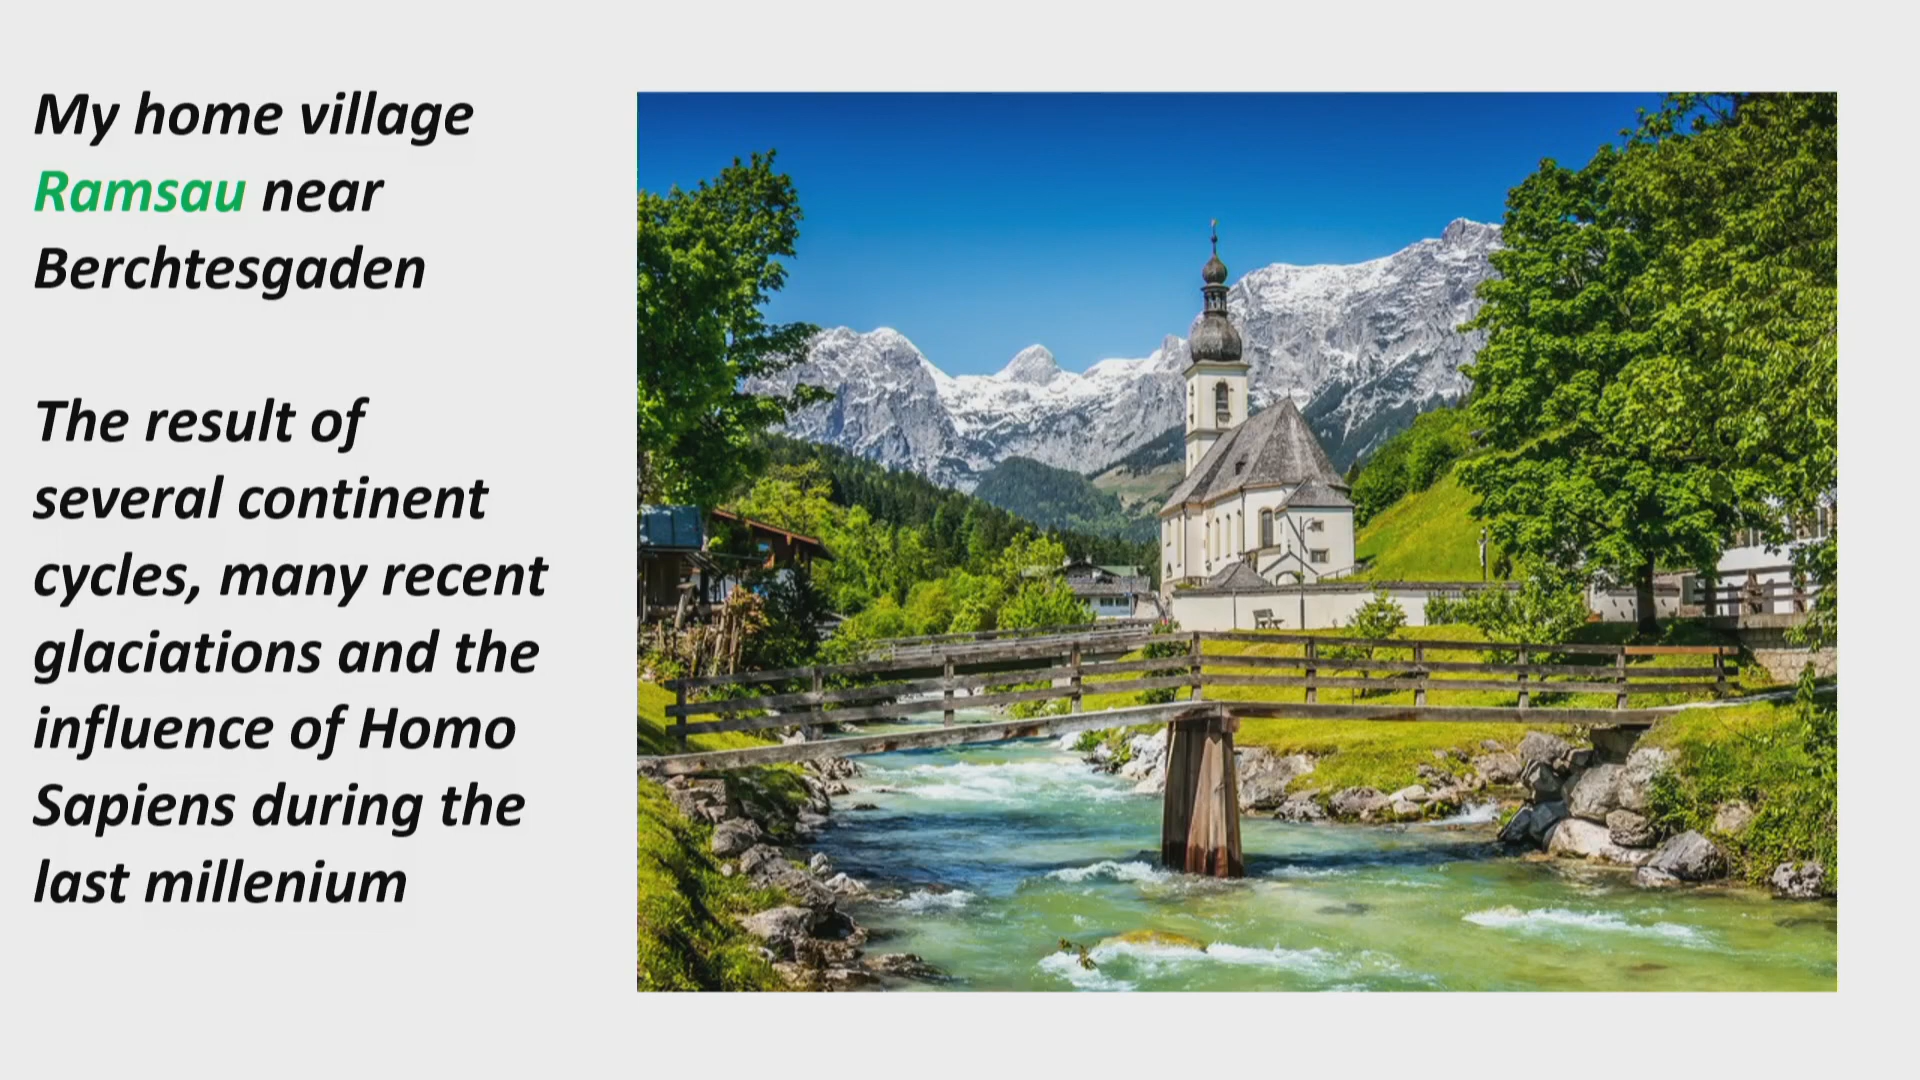 My home village
Ramsau near
Berchtesgaden
The result of
several continent
cycles, many recent
glaciations and the
influence of Homo
Sapiens during the
last millenium